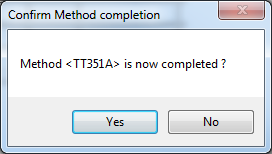 Confirm Method completion
Method <TT351A> is now completed ?
Yes
No